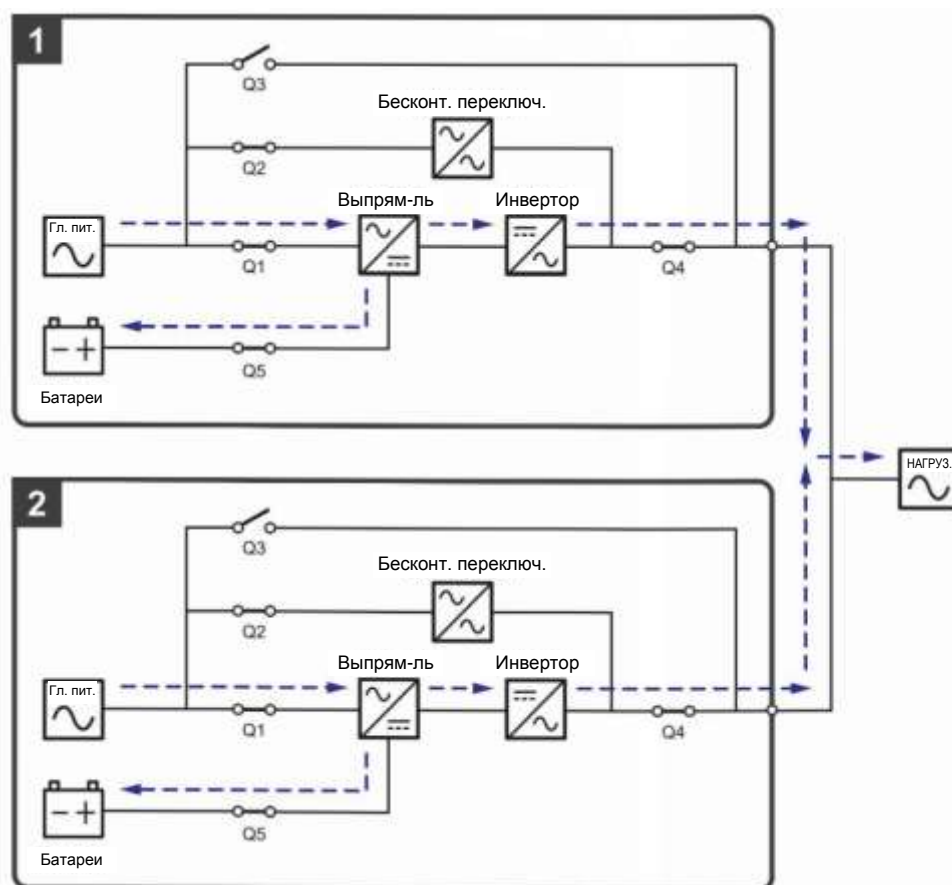 1
Q3
Бесконт. переключ.
Q2
Выпрям-ль
Инвертор
Гл. пит.
Q1
Q4
Q5
Батареи
НАГРУЗ.
2
Q3
Бесконт. переключ.
Q2
Выпрям-ль
Инвертор
Гл. пит.
Q1
Q4
Q5
Батареи